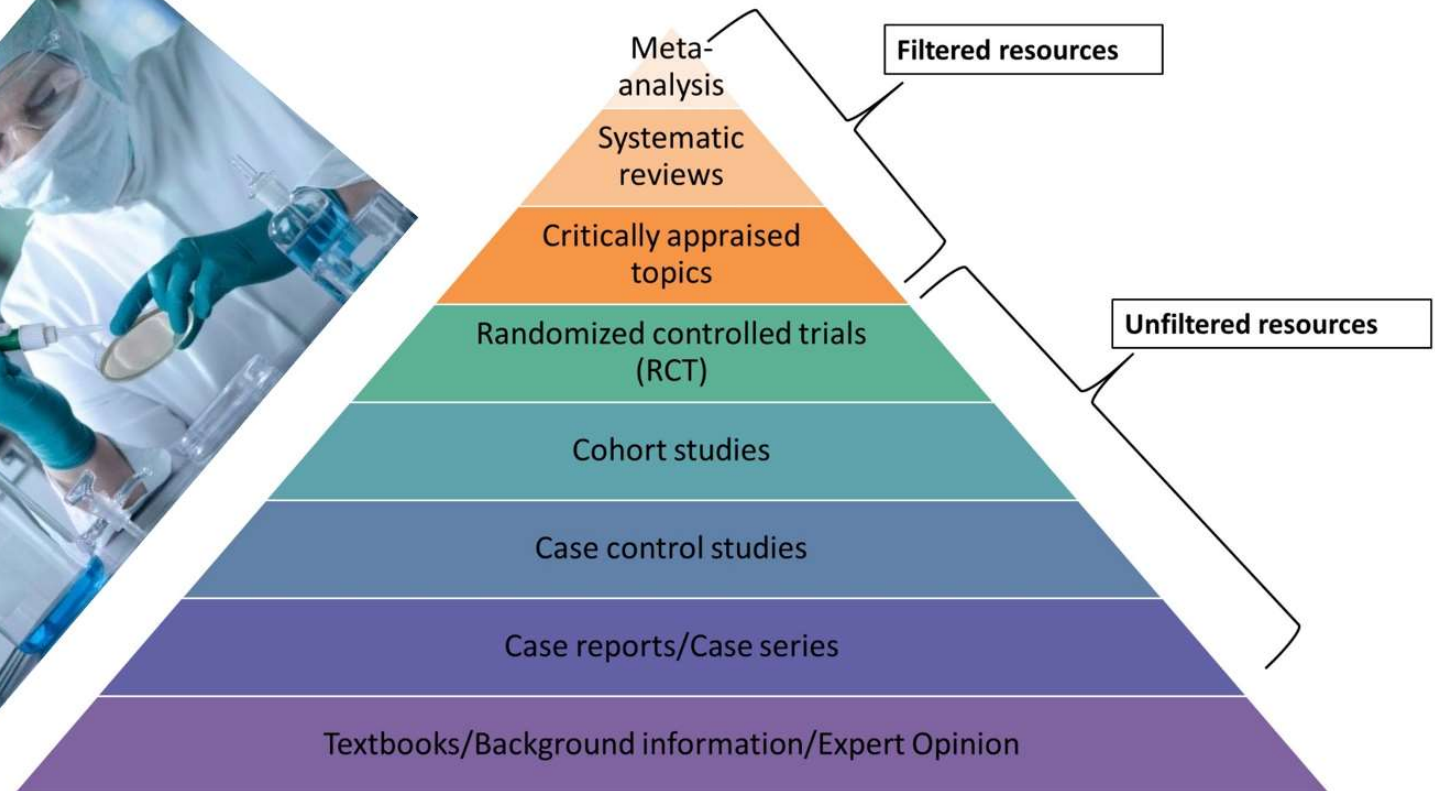 Meta-
analysis
Filtered resources
Systematic
reviews
Critically appraised
topics
Randomized controlled trials
(RCT)
Unfiltered resources
Cohort studies
Case control studies
Case reports/Case series
Textbooks/Background information/Expert Opinion